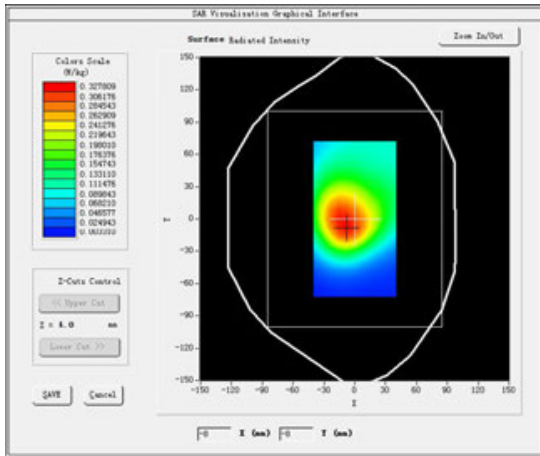 SAR Visualisation Graphical Interface
Surface Radiated Intensity
Zoom In/Out
Colors Scale
(W/kg)
0.327809
0.306176
0.284543
0.262909
0.241276
0.219643
0.198010
0.176376
0.154743
0.133110
0.111476
0.089843
0.068210
0.046577
0.024943
0.003310
150
120
90
60
30
0
-30
-60
-90
-120
-150
Y
-150 -120 -90 -60 -30 0 30 60 90 120 150
X
Z-Cuts Control
<< Upper Cut
Z = 4.0 mm
Lower Cut >>
SAVE Cancel
-8 X (mm) -8 Y (mm)